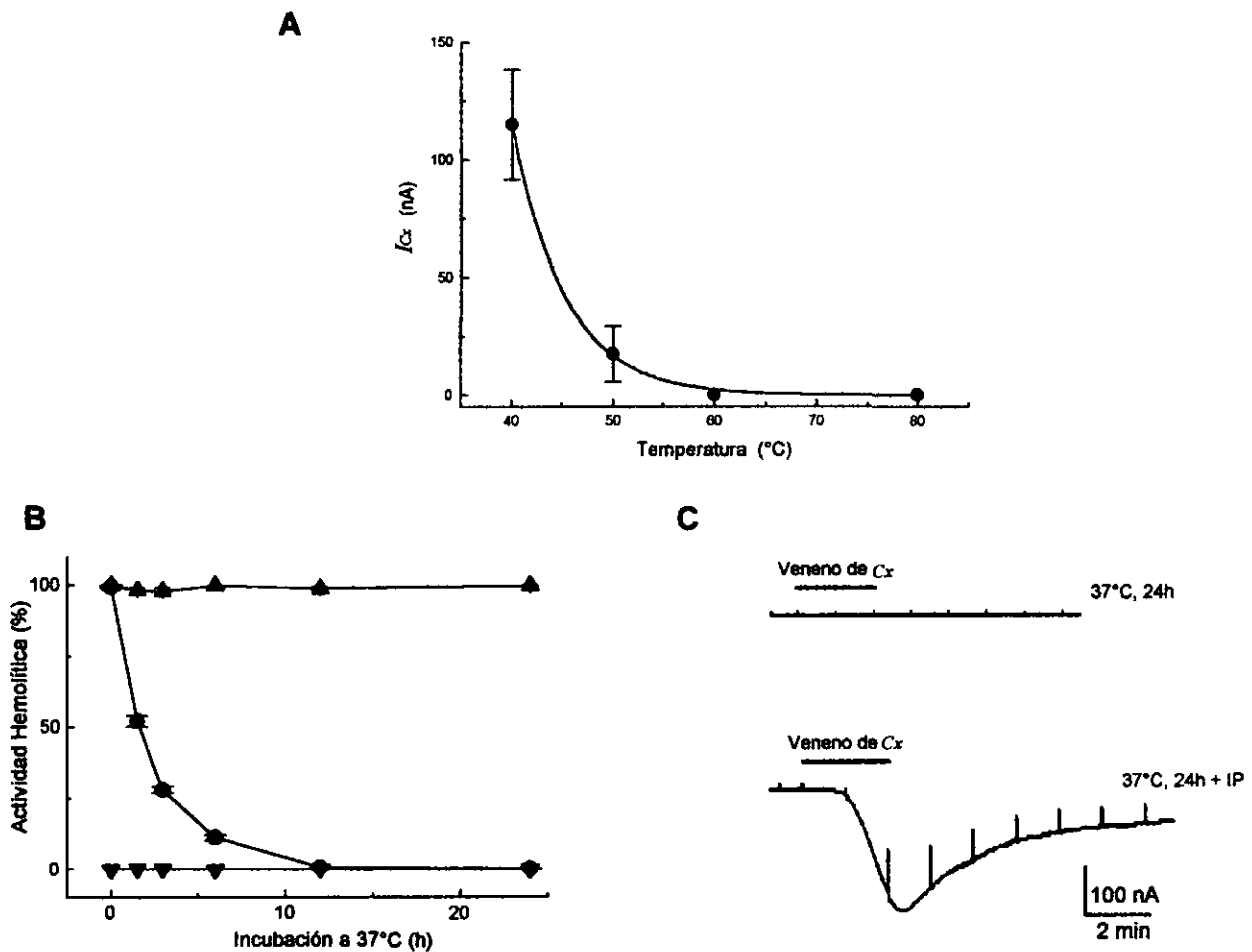 A
150
100
50
0
I Cx (nA)
40 50 60 70 80
Temperatura (°C)
B
100
50
0
Actividad Hemolítica (%)
0 10 20
Incubación a 37°C (h)
C
Veneno de Cx
37°C, 24h
Veneno de Cx
37°C, 24h + IP
100 nA
2 min